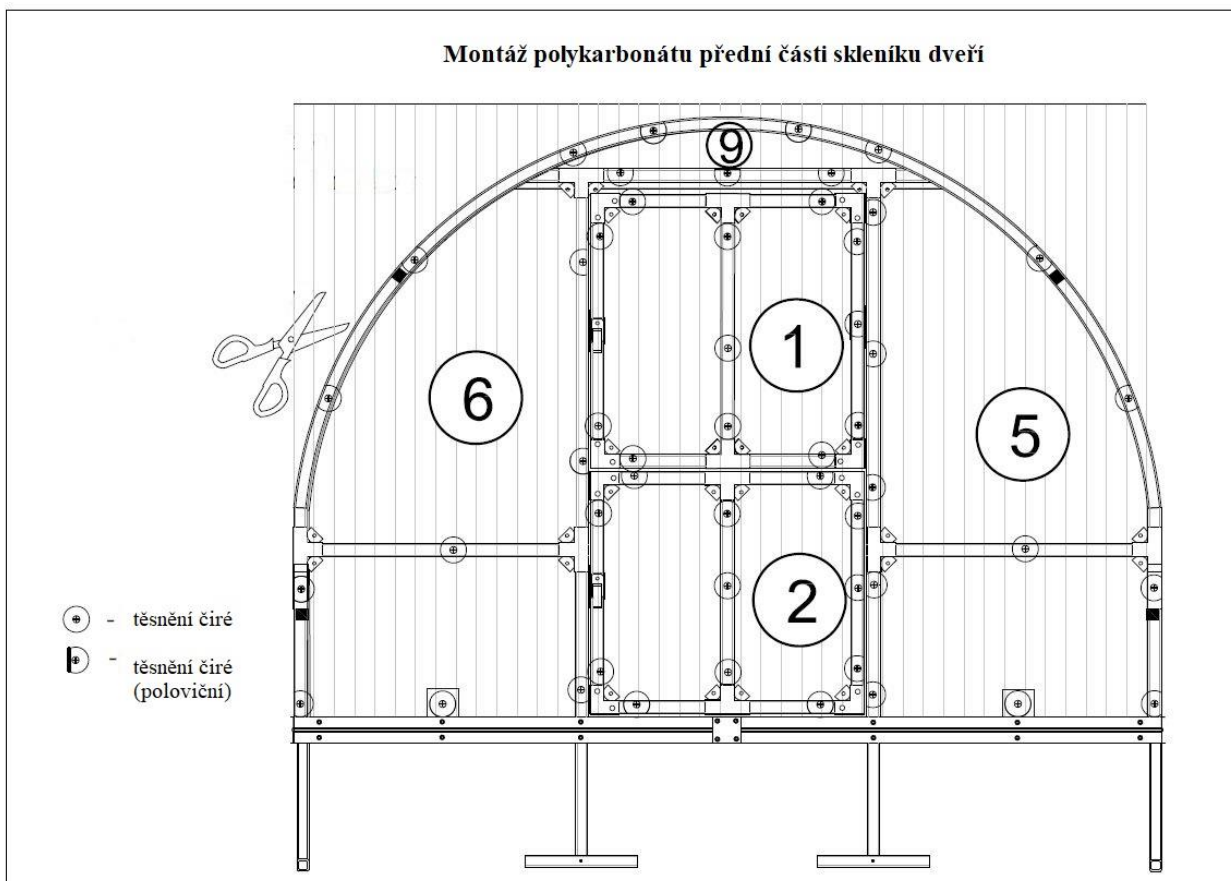 Montáž polykarbonátu přední části skleníku dveří
9
1
6
5
2
- těsnění čiré
- těsnění čiré
(poloviční)